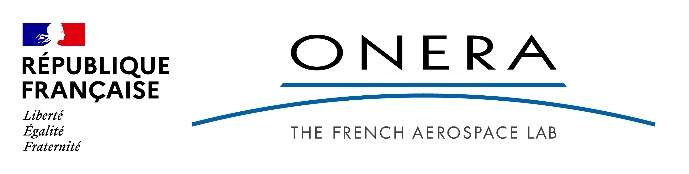 RÉPUBLIQUE
FRANÇAISE
Liberté
Égalité
Fraternité
ONERA
THE FRENCH AEROSPACE LAB